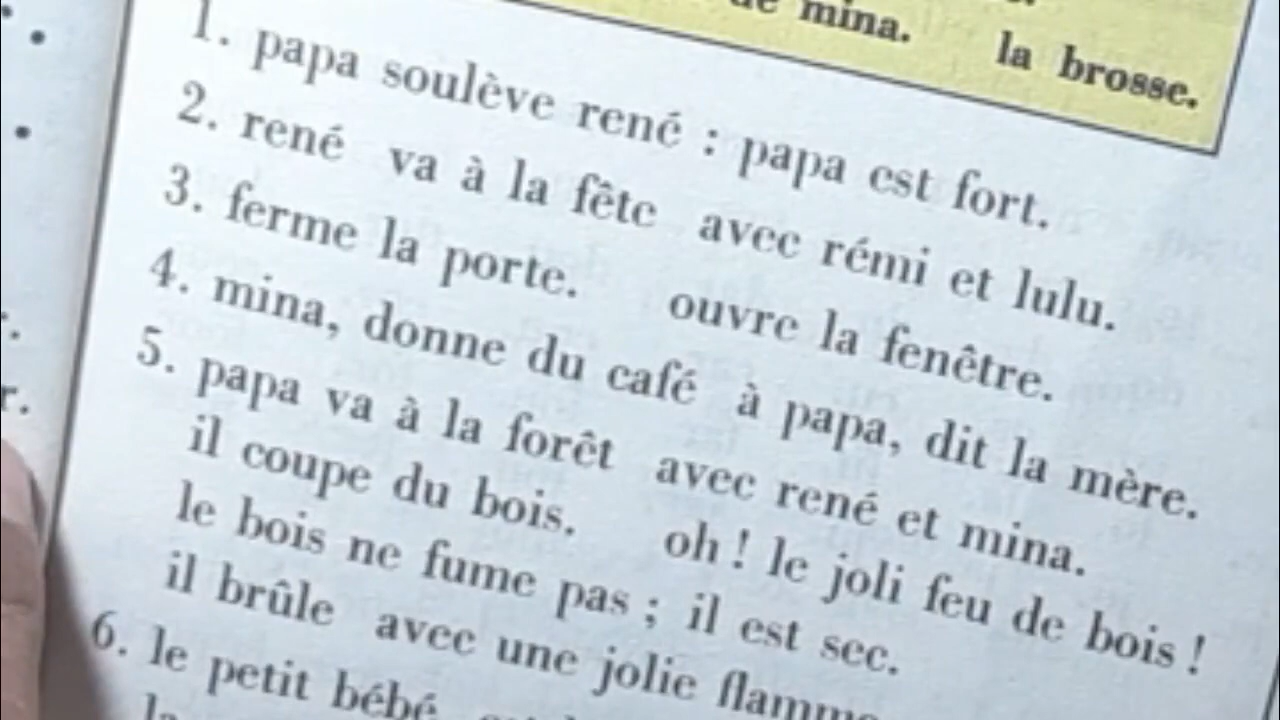 de mina. la brosse.
1. papa soulève rené : papa est fort.
2. rené va à la fête avec rémi et lulu.
3. ferme la porte. ouvre la fenêtre.
4. mina, donne du café à papa, dit la mère.
5. papa va à la forêt avec rené et mina.
il coupe du bois. oh ! le joli feu de bois !
le bois ne fume pas ; il est sec.
il brûle avec une jolie flamme
6. le petit bébé
la